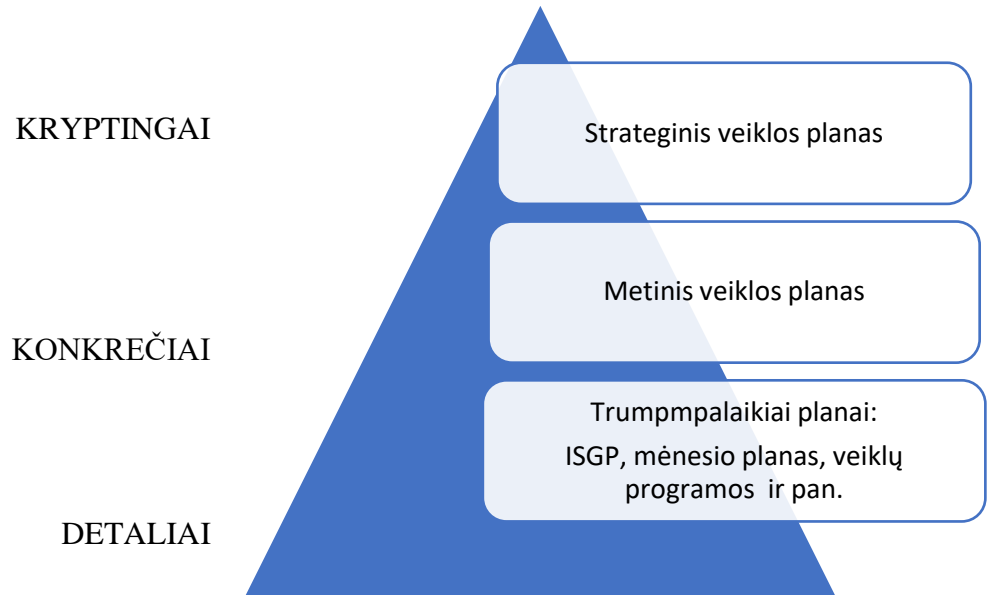 KRYPTINGAI
Strateginis veiklos planas
Metinis veiklos planas
KONKREČIAI
Trumpmpalaikiai planai:
ISGP, mėnesio planas, veiklų
programos ir pan.
DETALIAI